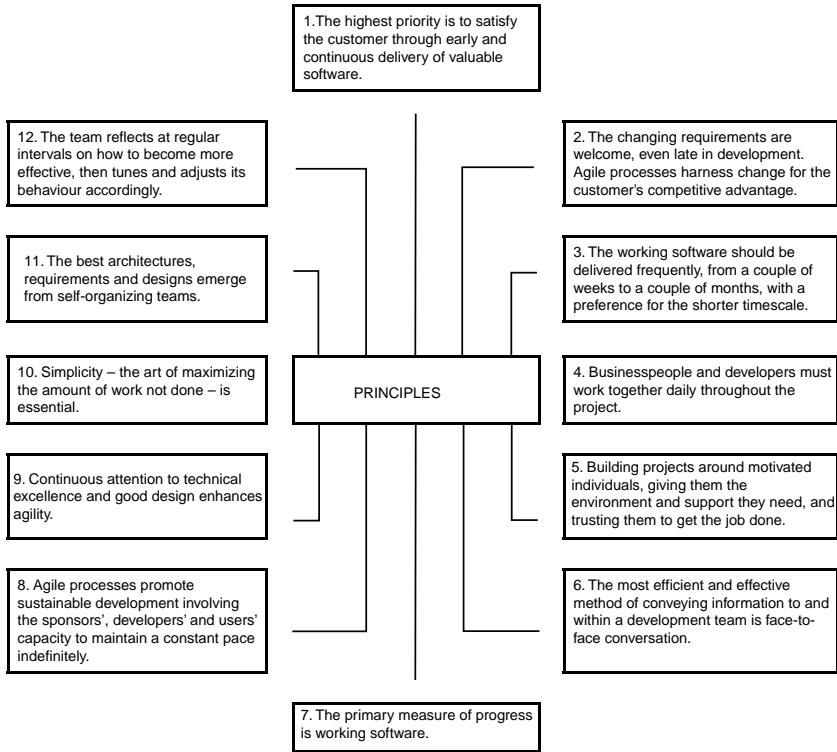 1.The highest priority is to satisfy
the customer through early and
continuous delivery of valuable
software.
12. The team reflects at regular
intervals on how to become more
effective, then tunes and adjusts its
behaviour accordingly.
2. The changing requirements are
welcome, even late in development.
Agile processes harness change for the
customer's competitive advantage.
11. The best architectures,
requirements and designs emerge
from self-organizing teams.
3. The working software should be
delivered frequently, from a couple of
weeks to a couple of months, with a
preference for the shorter timescale.
10. Simplicity – the art of maximizing
the amount of work not done – is
essential.
PRINCIPLES
4. Businesspeople and developers must
work together daily throughout the
project.
9. Continuous attention to technical
excellence and good design enhances
agility.
5. Building projects around motivated
individuals, giving them the
environment and support they need, and
trusting them to get the job done.
8. Agile processes promote
sustainable development involving
the sponsors', developers' and users'
capacity to maintain a constant pace
indefinitely.
6. The most efficient and effective
method of conveying information to and
within a development team is face-to-
face conversation.
7. The primary measure of progress
is working software.